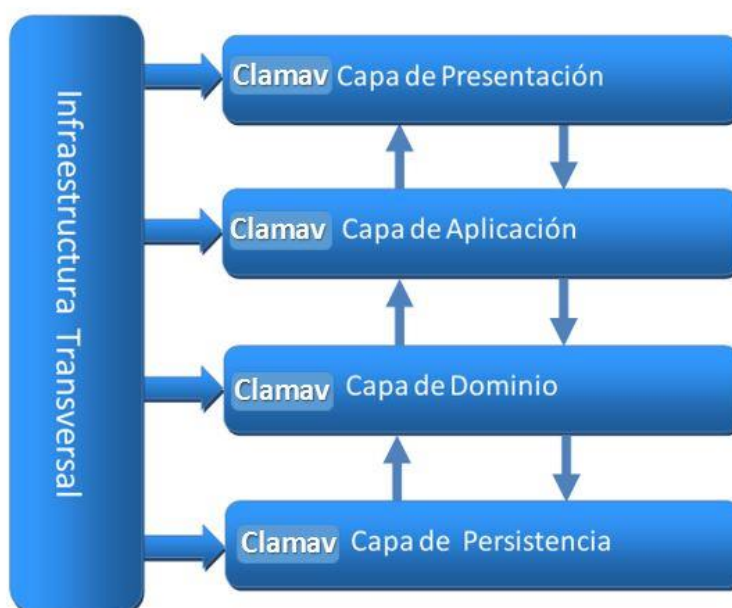 Infraestructura Transversal
Clamav Capa de Presentación
Clamav Capa de Aplicación
Clamav Capa de Dominio
Clamav Capa de Persistencia